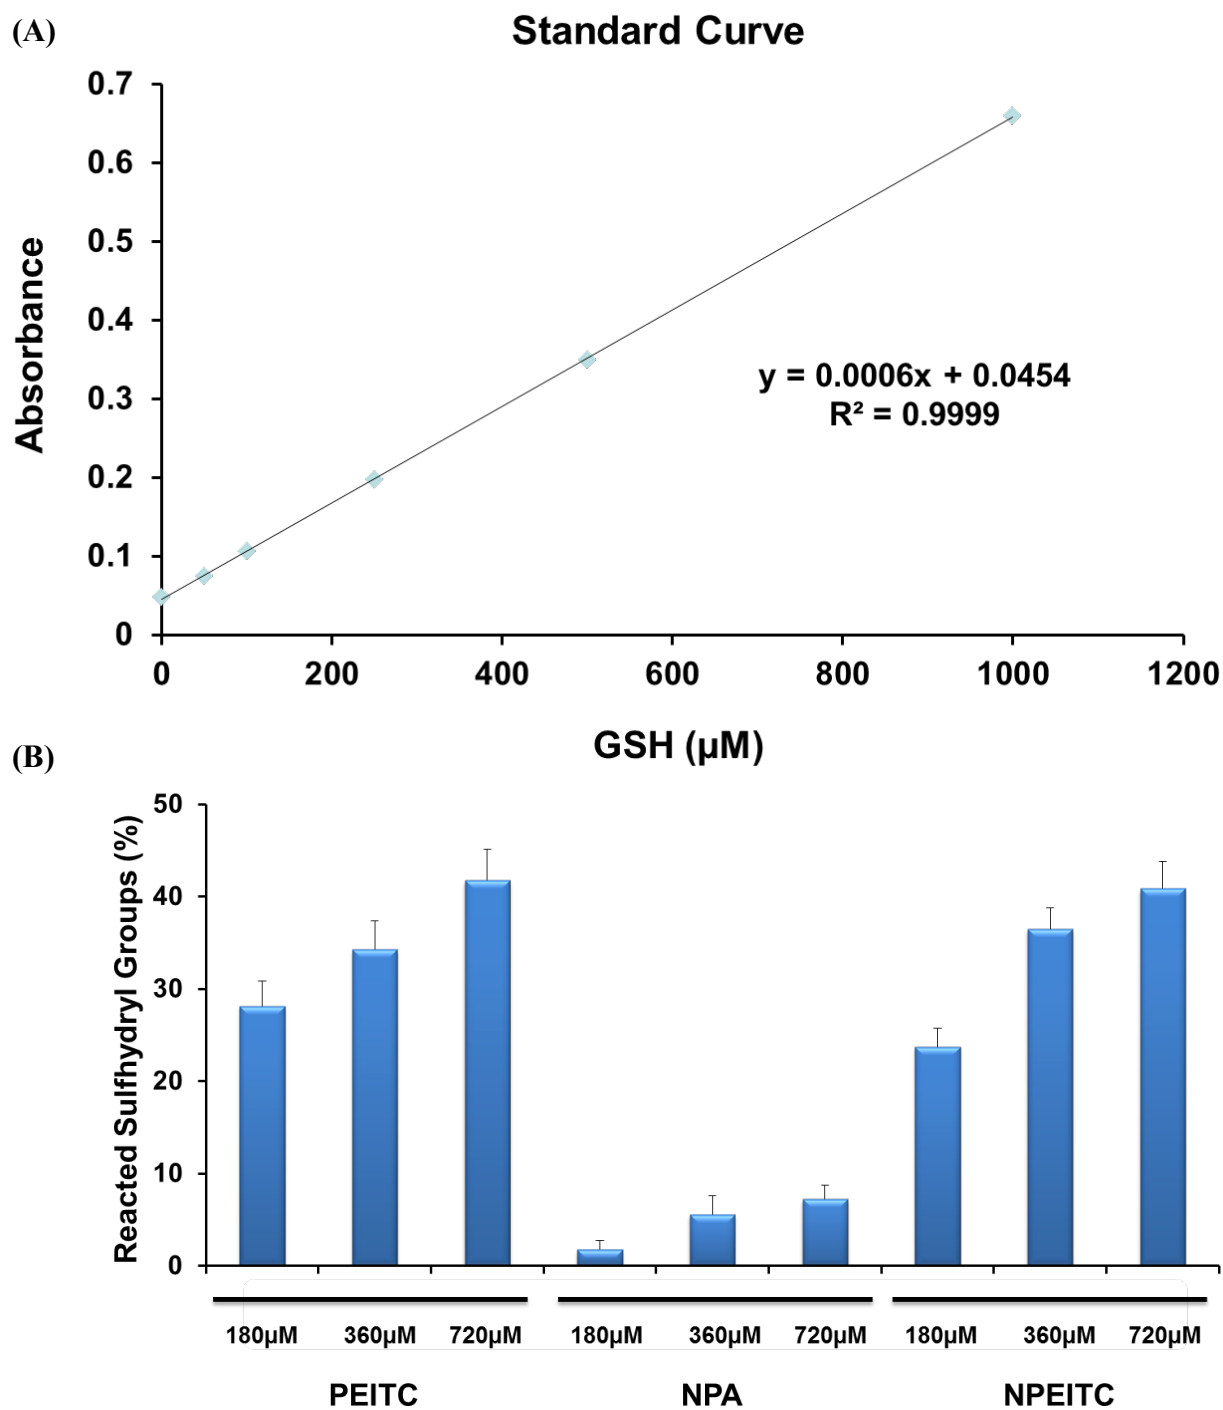 (A)
Standard Curve
Absorbance
0.7
0.6
0.5
0.4
0.3
0.2
0.1
0
y = 0.0006x + 0.0454
R² = 0.9999
0 200 400 600 800 1000 1200
GSH (µM)
(B)
Reacted Sulfhydryl Groups (%)
50
40
30
20
10
0
180µM 360µM 720µM 180µM 360µM 720µM 180µM 360µM 720µM
PEITC NPA NPEITC